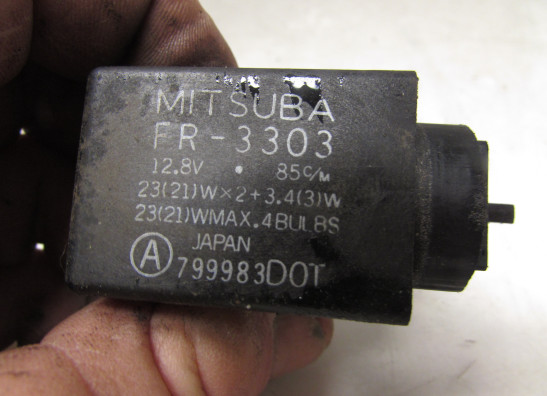 MITSUBA
FR-3303
12.8V • 85c/m
23(21)W×2+3.4(3)W
23(21)WMAX.4BULBS
JAPAN
Ⓐ 799983DOT